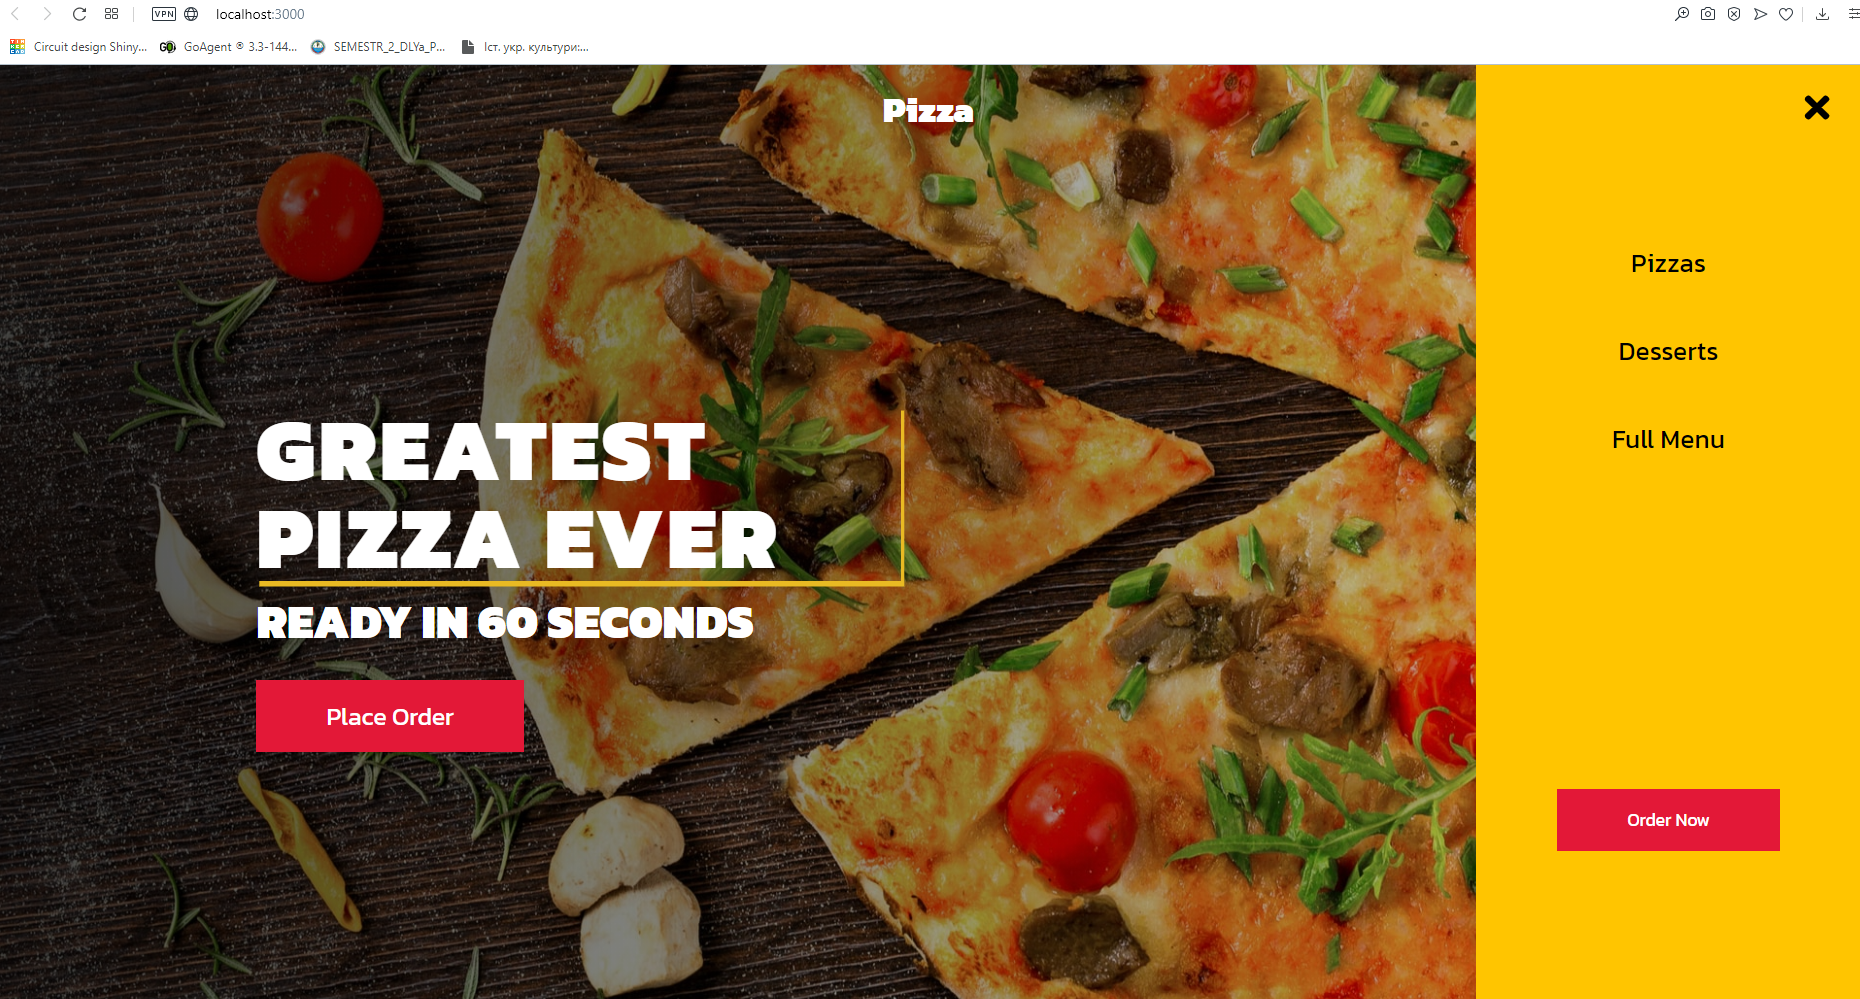 VPN
localhost:3000
Circuit design Shiny...
GoAgent ® 3.3-144...
SEMESTR_2_DLYa_P...
Іст. укр. культури:...
Pizza
GREATEST
PIZZA EVER
READY IN 60 SECONDS
Place Order
Pizzas
Desserts
Full Menu
Order Now